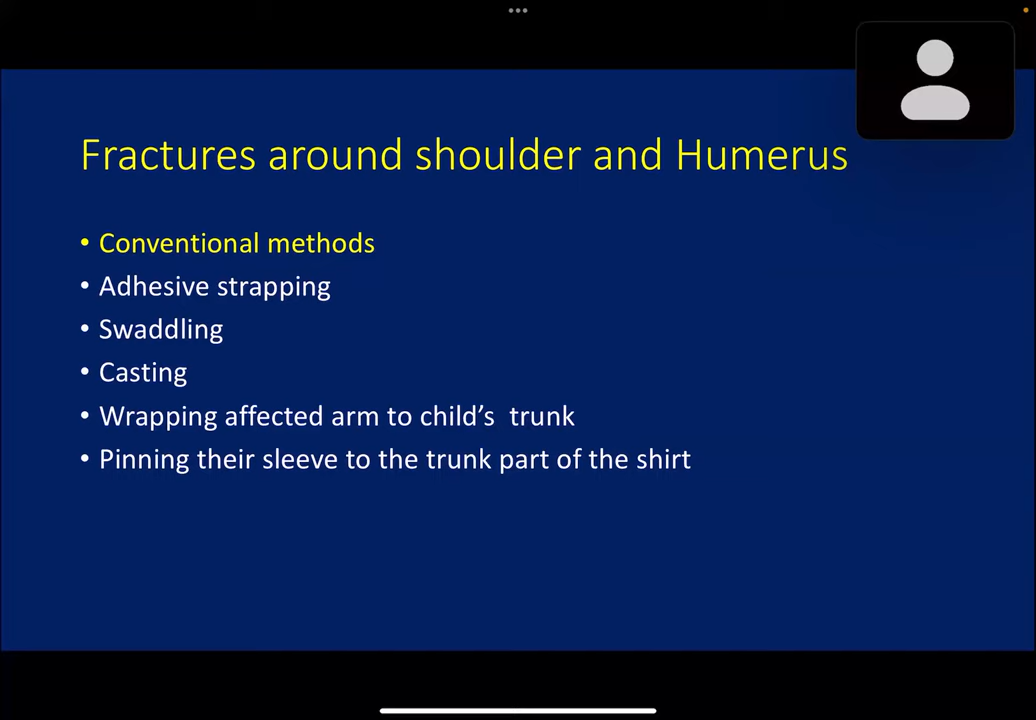 Fractures around shoulder and Humerus
• Conventional methods
• Adhesive strapping
• Swaddling
• Casting
• Wrapping affected arm to child’s  trunk
• Pinning their sleeve to the trunk part of the shirt